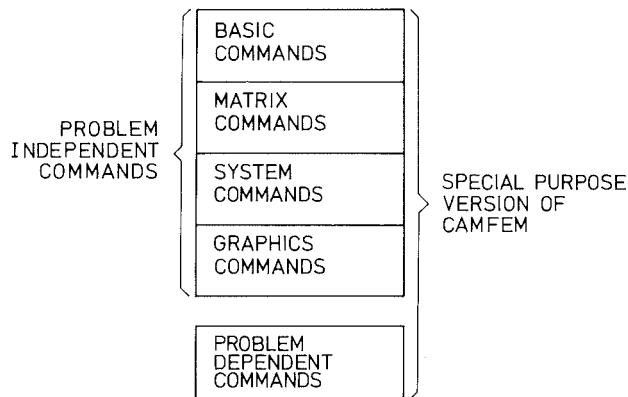 BASIC
COMMANDS
MATRIX
COMMANDS
PROBLEM
INDEPENDENT
COMMANDS
SYSTEM
COMMANDS
SPECIAL PURPOSE
VERSION OF
CAMFEM
GRAPHICS
COMMANDS
PROBLEM
DEPENDENT
COMMANDS